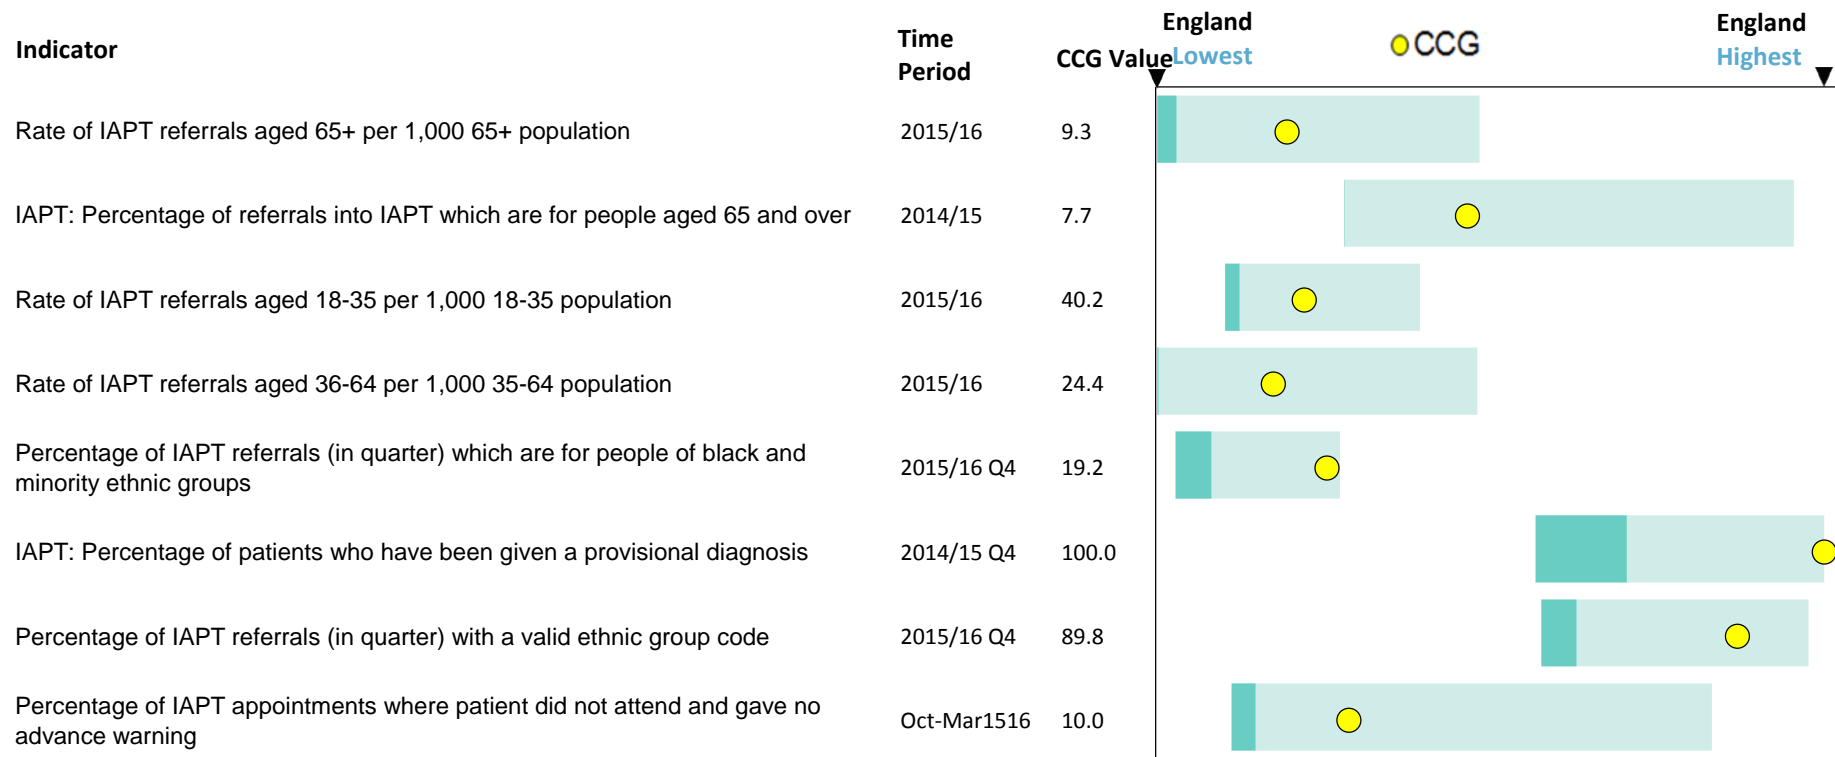 Indicator
Time
Period
CCG Value
England
Lowest
CCG
England
Highest
Rate of IAPT referrals aged 65+ per 1,000 65+ population 2015/16 9.3
IAPT: Percentage of referrals into IAPT which are for people aged 65 and over 2014/15 7.7
Rate of IAPT referrals aged 18-35 per 1,000 18-35 population 2015/16 40.2
Rate of IAPT referrals aged 36-64 per 1,000 35-64 population 2015/16 24.4
Percentage of IAPT referrals (in quarter) which are for people of black and
minority ethnic groups
2015/16 Q4 19.2
IAPT: Percentage of patients who have been given a provisional diagnosis 2014/15 Q4 100.0
Percentage of IAPT referrals (in quarter) with a valid ethnic group code 2015/16 Q4 89.8
Percentage of IAPT appointments where patient did not attend and gave no
advance warning
Oct-Mar1516 10.0